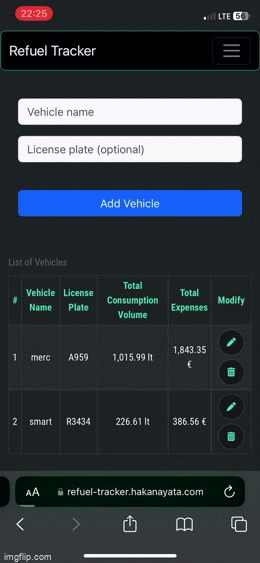 22:25
LTE 56
Refuel Tracker
Vehicle name
License plate (optional)
Add Vehicle
List of Vehicles
# Vehicle Name License Plate Total Consumption Volume Total Expenses Modify
1 merc A959 1,015.99 lt 1,843.35 €
2 smart R3434 226.61 lt 386.56 €
AA refuel-tracker.hakanayata.com
imgflip.com